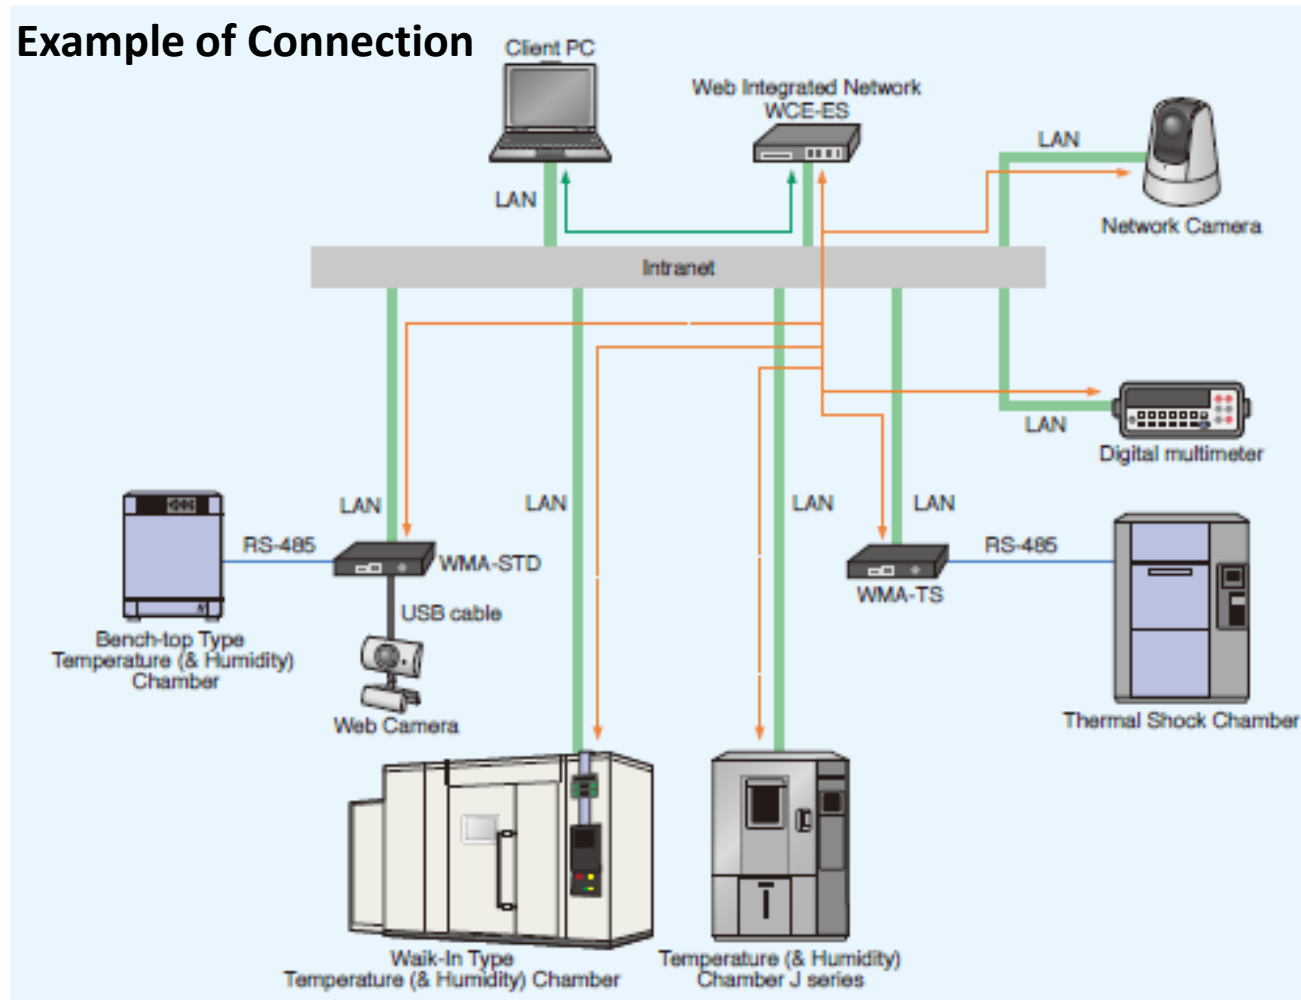 Example of Connection
Client PC
Web Integrated Network
WCE-ES
LAN
LAN
Network Camera
Intranet
LAN
Digital multimeter
LAN
LAN
LAN
LAN
RS-485
WMA-STD
RS-485
WMA-TS
USB cable
Bench-top Type
Temperature (& Humidity)
Chamber
Web Camera
Thermal Shock Chamber
Waik-In Type
Temperature (& Humidity) Chamber
Temperature (& Humidity)
Chamber J series